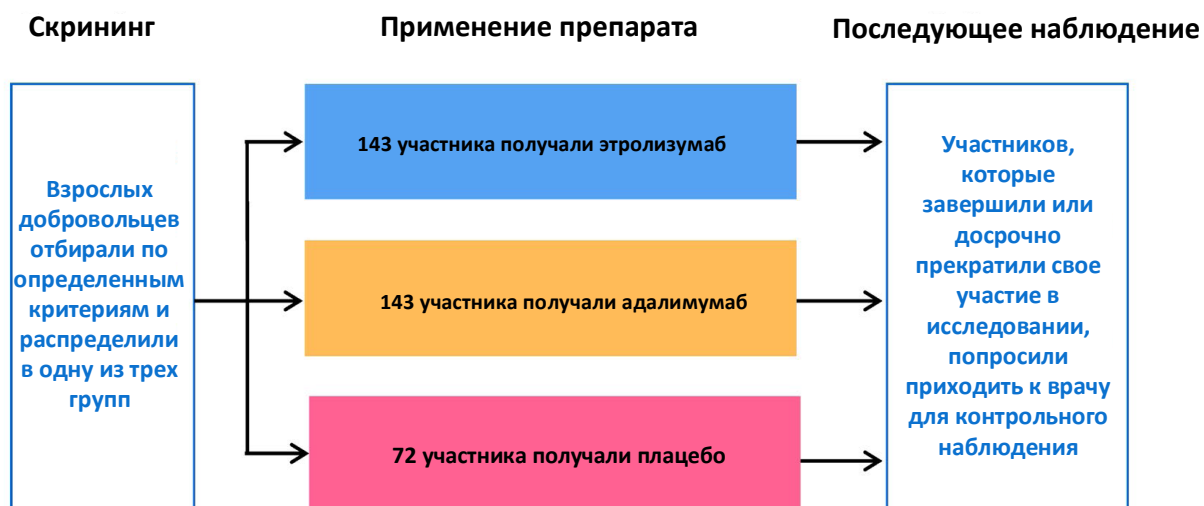 Скрининг
Применение препарата
Последующее наблюдение
Взрослых
добровольцев
отбирали по
определенным
критериям и
распределили
в одну из трех
групп
143 участника получали этролизумаб
143 участника получали адалимумаб
72 участника получали плацебо
Участников,
которые
завершили или
досрочно
прекратили свое
участие в
исследовании,
попросили
приходить к врачу
для контрольного
наблюдения